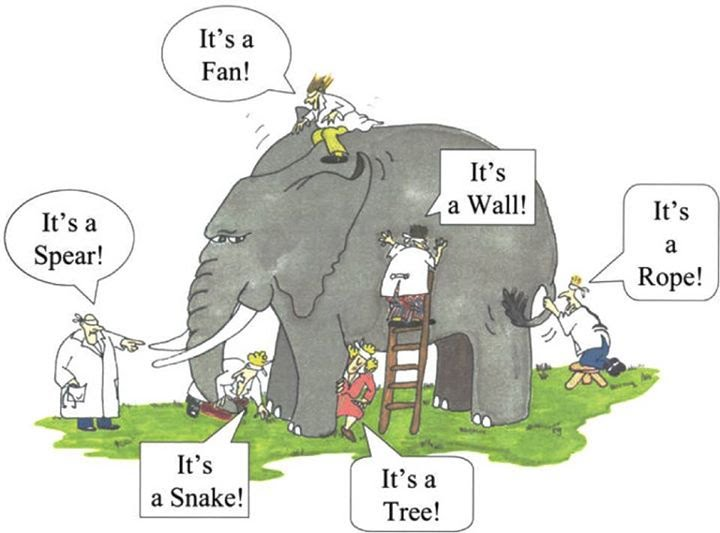 It's a
Fan!
It's
a Wall!
It's
a
Rope!
It's a
Spear!
It's
a Snake!
It's a
Tree!